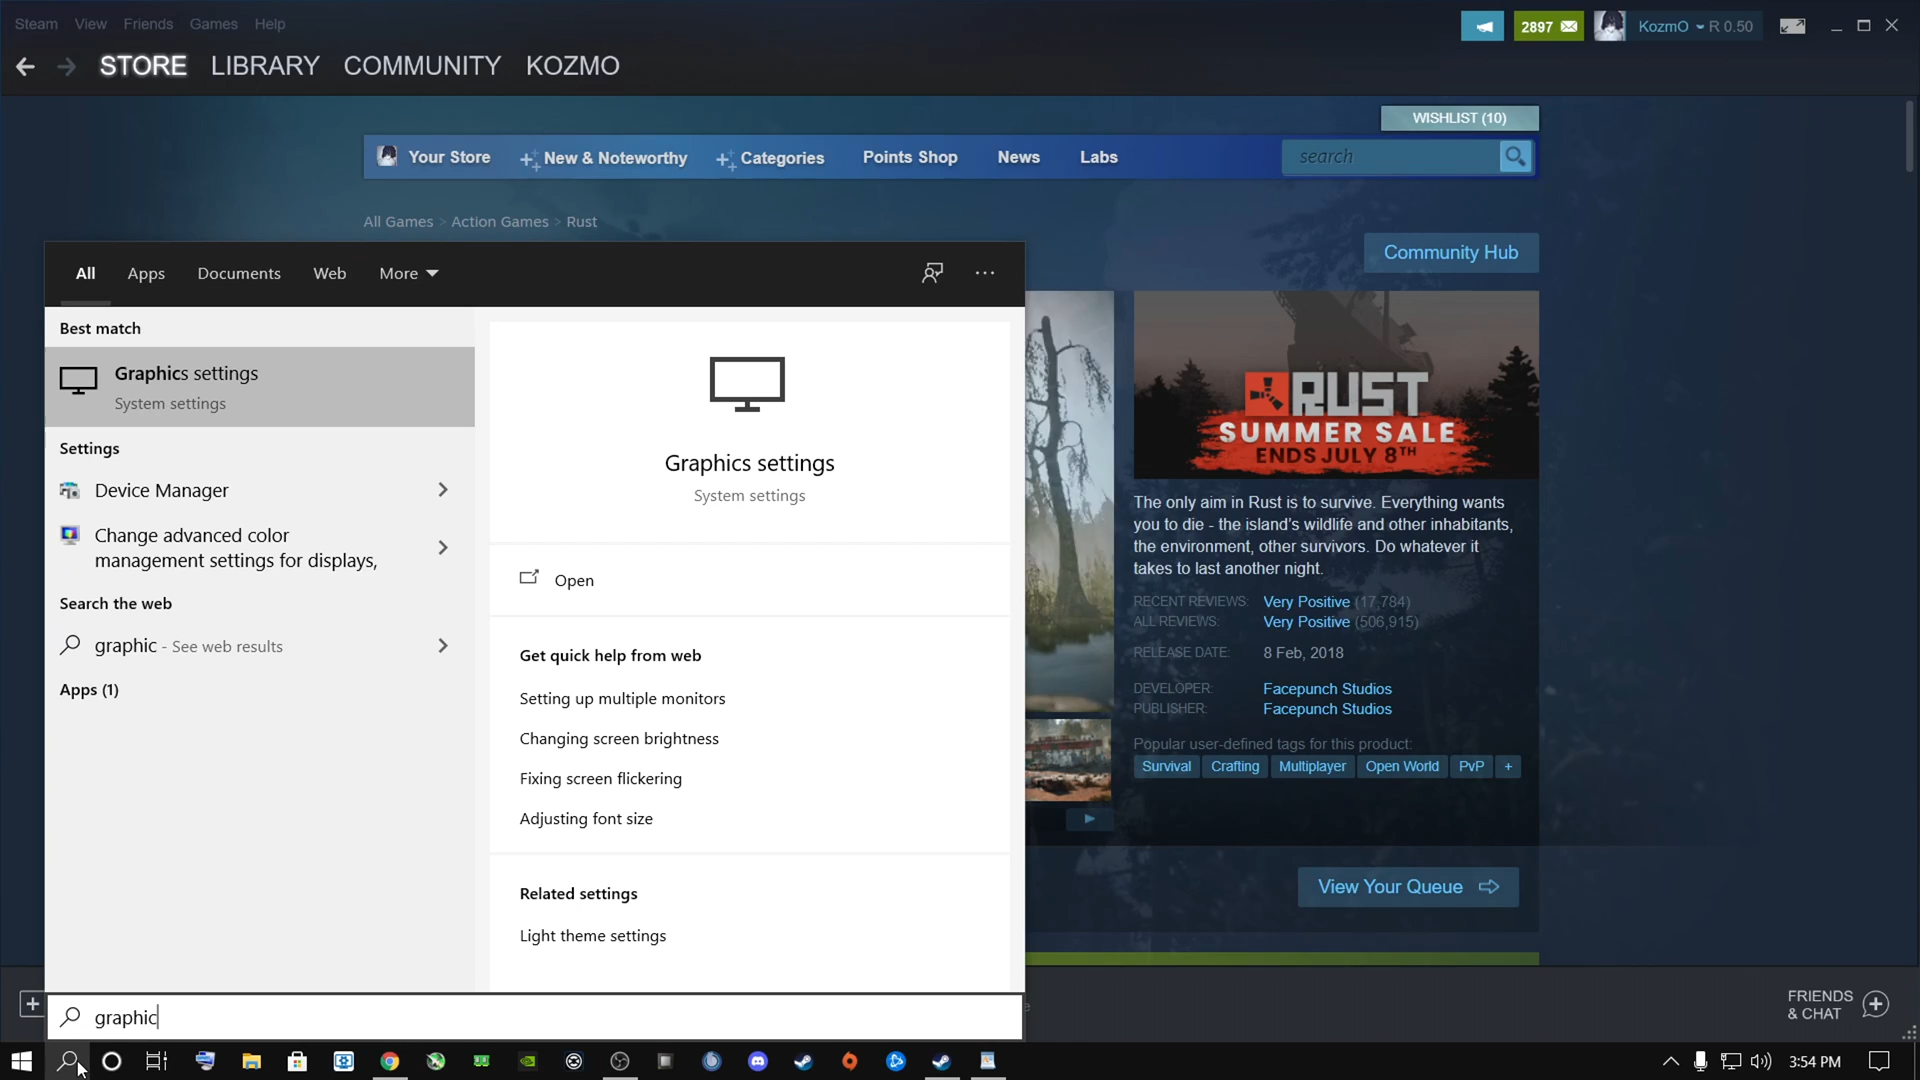 Steam View Friends Games Help
2897 KozmO R 0.50
STORE LIBRARY COMMUNITY KOZMO
WISHLIST (10)
Your Store New & Noteworthy Categories Points Shop News Labs search
All Games > Action Games > Rust
Community Hub
All Apps Documents Web More
Best match
Graphics settings
System settings
Settings
Device Manager
Change advanced color
management settings for displays,
Search the web
graphic - See web results
Apps (1)
Graphics settings
System settings
Open
Get quick help from web
Setting up multiple monitors
Changing screen brightness
Fixing screen flickering
Adjusting font size
Related settings
Light theme settings
RUST
SUMMER SALE
ENDS JULY 8TH
The only aim in Rust is to survive. Everything wants
you to die - the island's wildlife and other inhabitants,
the environment, other survivors. Do whatever it
takes to last another night.
RECENT REVIEWS: Very Positive (17,784)
ALL REVIEWS: Very Positive (506,915)
RELEASE DATE: 8 Feb, 2018
DEVELOPER: Facepunch Studios
PUBLISHER: Facepunch Studios
Popular user-defined tags for this product:
Survival Crafting Multiplayer Open World PvP +
View Your Queue
FRIENDS
& CHAT
graphic
3:54 PM